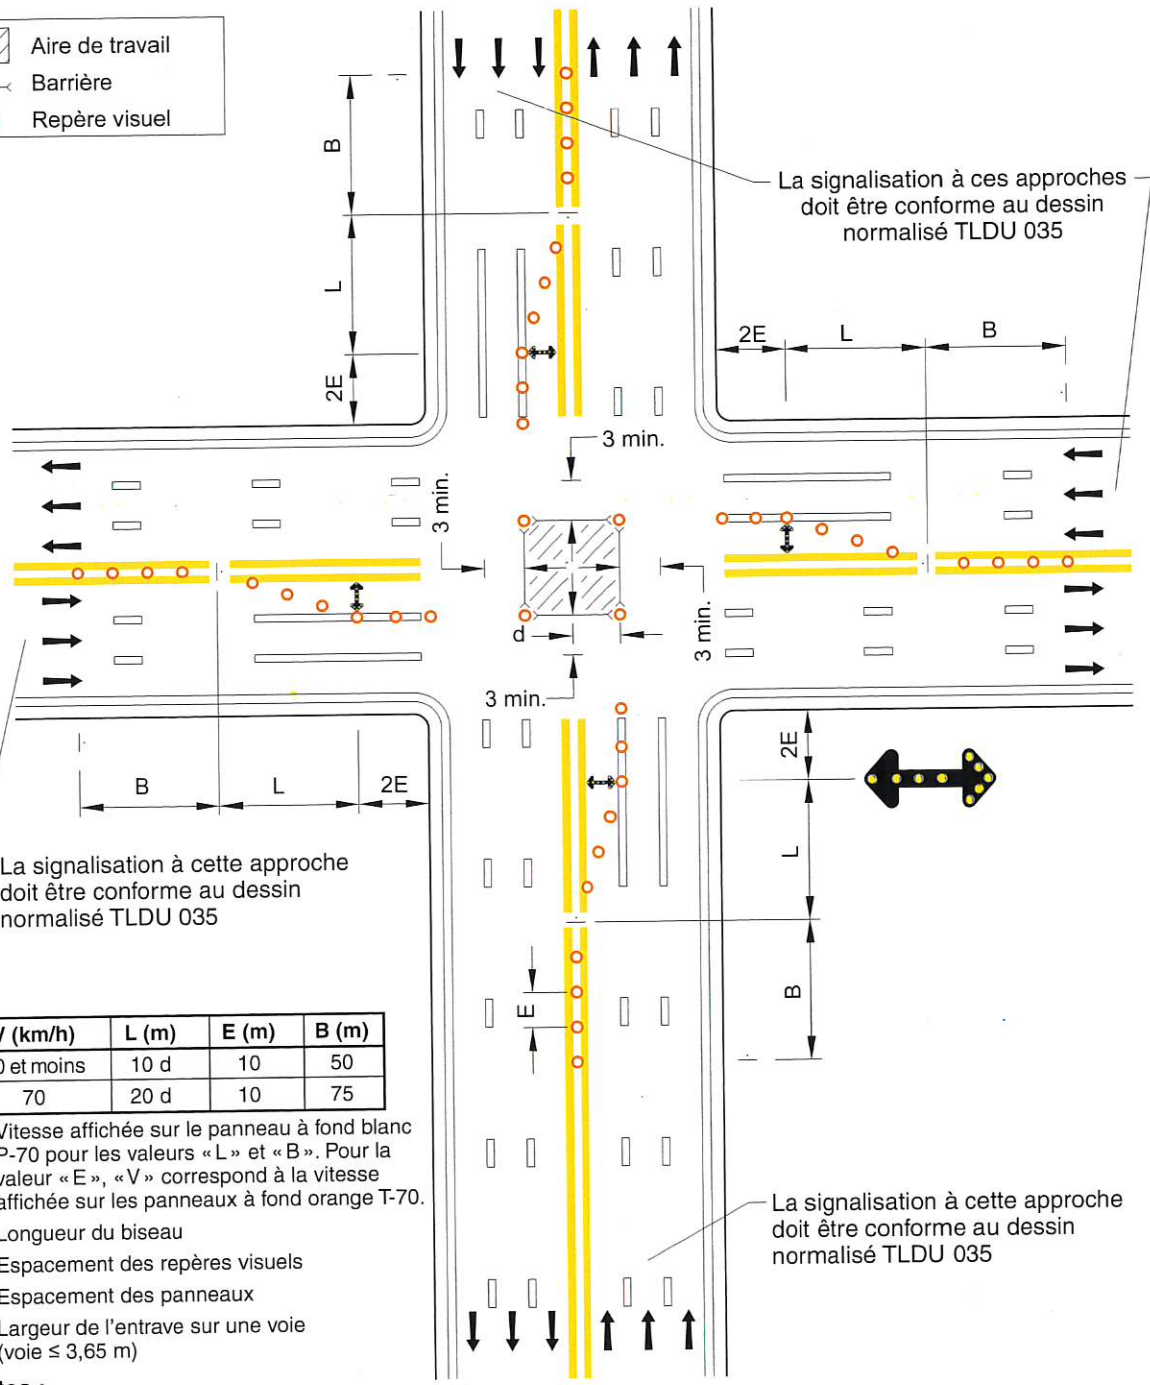 Aire de travail
Barrière
Repère visuel
La signalisation à ces approches
doit être conforme au dessin
normalisé TLDU 035
B
L
2E
2E
L
B
3 min.
3 min.
3 min.
d
3 min.
B
L
2E
2E
L
B
E
La signalisation à cette approche
doit être conforme au dessin
normalisé TLDU 035
(km/h) L (m) E (m) B (m)
et moins 10 d 10 50
70 20 d 10 75
Vitesse affichée sur le panneau à fond blanc
P-70 pour les valeurs « L » et « B ». Pour la
valeur « E », « V » correspond à la vitesse
affichée sur les panneaux à fond orange T-70.
Longueur du biseau
Espacement des repères visuels
Espacement des panneaux
Largeur de l'entrave sur une voie
(voie ≤ 3,65 m)
La signalisation à cette approche
doit être conforme au dessin
normalisé TLDU 035